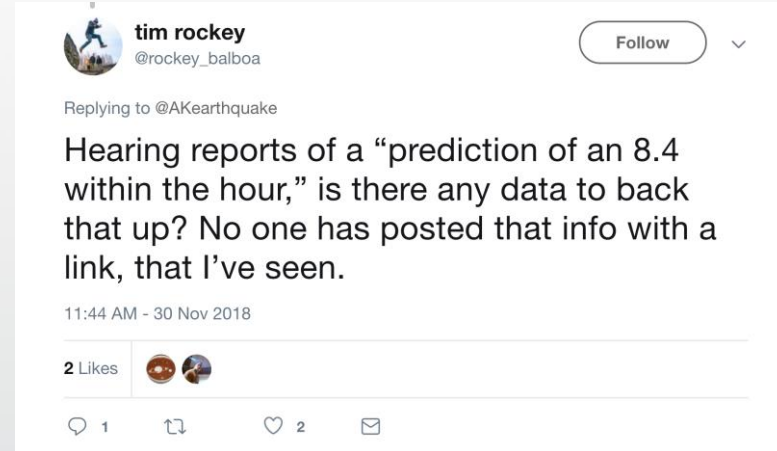 tim rockey
@rockey_balboa
Follow
Replying to @AKearthquake
Hearing reports of a “prediction of an 8.4
within the hour,” is there any data to back
that up? No one has posted that info with a
link, that I’ve seen.
11:44 AM - 30 Nov 2018
2 Likes
1
2